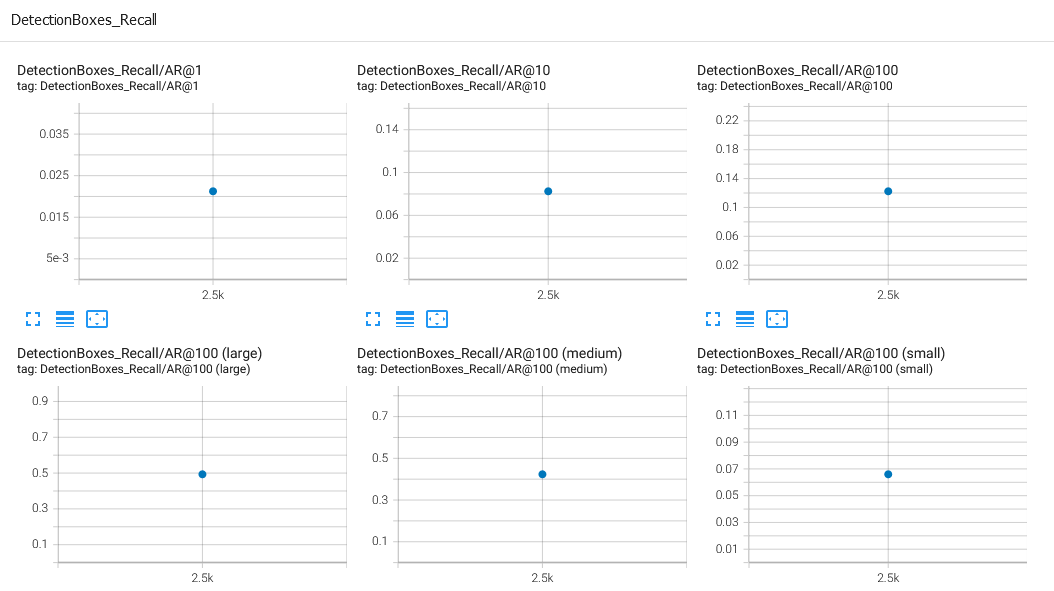 DetectionBoxes_Recall
DetectionBoxes_Recall/AR@1
tag: DetectionBoxes_Recall/AR@1
0.035
0.025
0.015
5e-3
2.5k
DetectionBoxes_Recall/AR@10
tag: DetectionBoxes_Recall/AR@10
0.14
0.1
0.06
0.02
2.5k
DetectionBoxes_Recall/AR@100
tag: DetectionBoxes_Recall/AR@100
0.22
0.18
0.14
0.1
0.06
0.02
2.5k
DetectionBoxes_Recall/AR@100 (large)
tag: DetectionBoxes_Recall/AR@100 (large)
0.9
0.7
0.5
0.3
0.1
2.5k
DetectionBoxes_Recall/AR@100 (medium)
tag: DetectionBoxes_Recall/AR@100 (medium)
0.7
0.5
0.3
0.1
2.5k
DetectionBoxes_Recall/AR@100 (small)
tag: DetectionBoxes_Recall/AR@100 (small)
0.11
0.09
0.07
0.05
0.03
0.01
2.5k